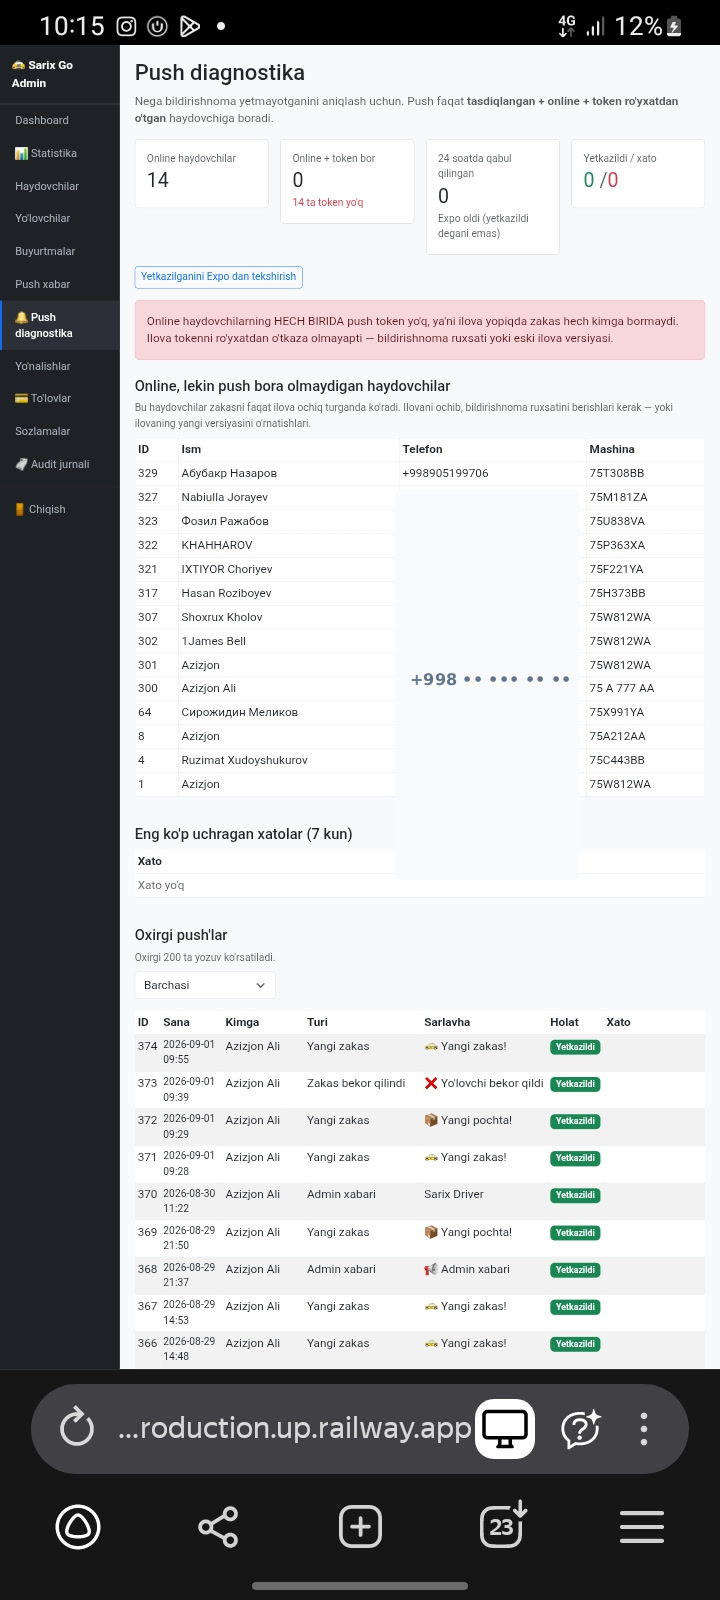 10:15
4G 12%
🚕 Sarix Go
Admin
Dashboard
📊 Statistika
Haydovchilar
Yo'lovchilar
Buyurtmalar
Push xabar
🔔 Push
diagnostika
Yo'nalishlar
💳 To'lovlar
Sozlamalar
Audit jurnali
🚪 Chiqish
Push diagnostika
Nega bildirishnoma yetmayotganini aniqlash uchun. Push faqat tasdiqlangan + online + token ro'yxatdan
o'tgan haydovchiga boradi.
Online haydovchilar
14
Online + token bor
0
14 ta token yo'q
24 soatda qabul
qilingan
0
Expo oldi (yetkazildi
degani emas)
Yetkazildi / xato
0 /0
Yetkazilganini Expo dan tekshirish
Online haydovchilarning HECH BIRIDA push token yo'q, ya'ni ilova yopiqda zakas hech kimga bormaydi.
Ilova tokenni ro'yxatdan o'tkaza olmayapti — bildirishnoma ruxsati yoki eski ilova versiyasi.
Online, lekin push bora olmaydigan haydovchilar
Bu haydovchilar zakasni faqat ilova ochiq turganda ko'radi. Ilovani ochib, bildirishnoma ruxsatini berishlari kerak — yoki
ilovaning yangi versiyasini o'rnatishlari.
ID Ism Telefon Mashina
329 Абубакр Назаров +998905199706 75T308BB
327 Nabiulla Jorayev 75M181ZA
323 Фозил Ражабов 75U838VA
322 KHAHHAROV 75P363XA
321 IXTIYOR Choriyev 75F221YA
317 Hasan Roziboyev 75H373BB
307 Shoxrux Kholov 75W812WA
302 1James Bell 75W812WA
301 Azizjon 75W812WA
+998 •• ••• •• ••
300 Azizjon Ali 75 A 777 AA
64 Сирожидин Меликов 75X991YA
8 Azizjon 75A212AA
4 Ruzimat Xudoyshukurov 75C443BB
1 Azizjon 75W812WA
Eng ko'p uchragan xatolar (7 kun)
Xato
Xato yo'q
Oxirgi push'lar
Oxirgi 200 ta yozuv ko'rsatiladi.
Barchasi
ID Sana Kimga Turi Sarlavha Holat Xato
374 2026-09-01 09:55 Azizjon Ali Yangi zakas 🚕 Yangi zakas! Yetkazildi
373 2026-09-01 09:39 Azizjon Ali Zakas bekor qilindi ❌ Yo'lovchi bekor qildi Yetkazildi
372 2026-09-01 09:29 Azizjon Ali Yangi zakas 📦 Yangi pochta! Yetkazildi
371 2026-09-01 09:28 Azizjon Ali Yangi zakas 🚕 Yangi zakas! Yetkazildi
370 2026-08-30 11:22 Azizjon Ali Admin xabari Sarix Driver Yetkazildi
369 2026-08-29 21:50 Azizjon Ali Yangi zakas 📦 Yangi pochta! Yetkazildi
368 2026-08-29 21:37 Azizjon Ali Admin xabari 📢 Admin xabari Yetkazildi
367 2026-08-29 14:53 Azizjon Ali Yangi zakas 🚕 Yangi zakas! Yetkazildi
366 2026-08-29 14:48 Azizjon Ali Yangi zakas 🚕 Yangi zakas! Yetkazildi
...roduction.up.railway.app
23